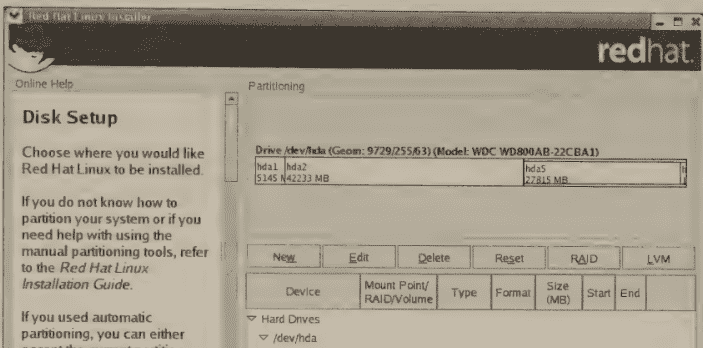 Red Hat Linux Installer
redhat.
Online Help
Disk Setup
Choose where you would like
Red Hat Linux to be installed.
If you do not know how to
partition your system or if you
need help with using the
manual partitioning tools, refer
to the Red Hat Linux
Installation Guide.
If you used automatic
partitioning, you can either
Partitioning
Drive /dev/hda (Geom: 9729/255/63) (Model: WDC WD800AB-22CBA1)
hda1 hda2 hda5
5145 M 42233 MB 27815 MB
New Edit Delete Reset RAID LVM
Device Mount Point/ RAID/Volume Type Format Size (MB) Start End
Hard Drives
/dev/hda